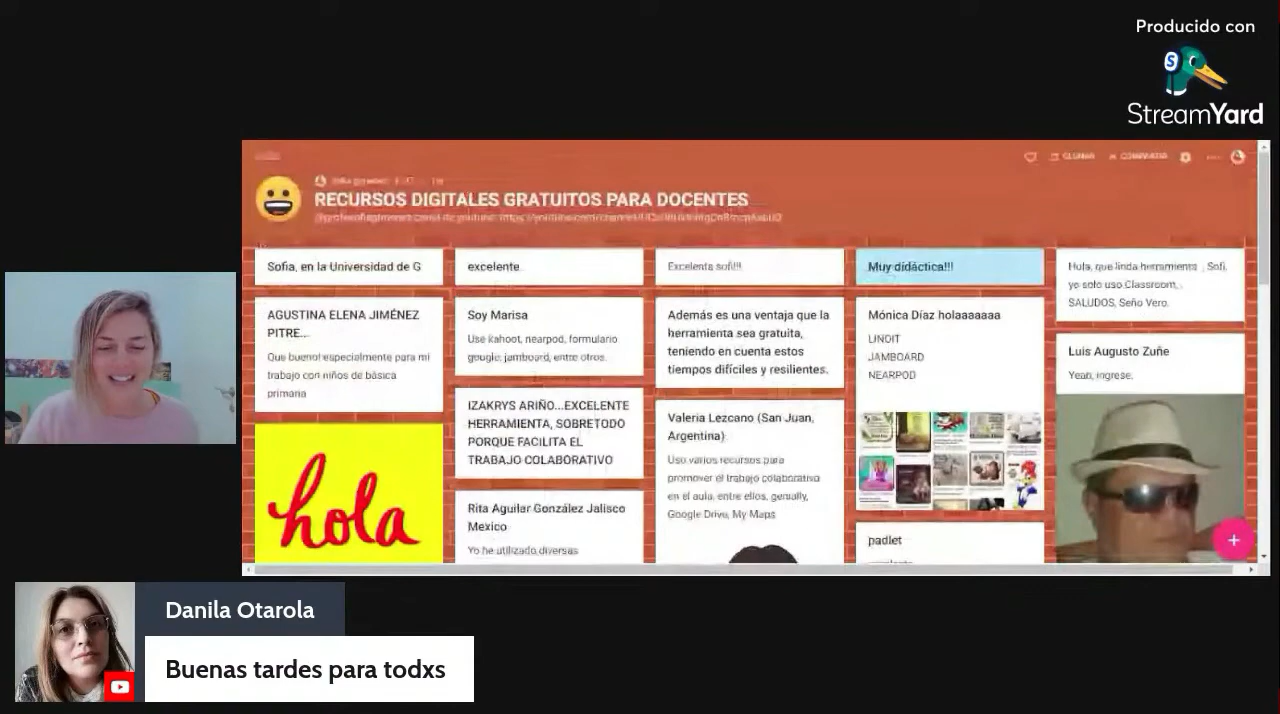 Producido con
StreamYard
COMPARTIR
RECURSOS DIGITALES GRATUITOS PARA DOCENTES
Sofia, en la Universidad de G
AGUSTINA ELENA JIMÉNEZ
PITRE...
Que bueno! especialmente para mi
trabajo con niños de básica
primaria
hola
excelente
Soy Marisa
Use kahoot, nearpod, formulario
google, jamboard, entre otros.
IZAKRYS ARIÑO...EXCELENTE
HERRAMIENTA, SOBRETODO
PORQUE FACILITA EL
TRABAJO COLABORATIVO
Rita Aguilar González Jalisco
Mexico
Yo he utilizado diversas
Excelente sofi!!!
Además es una ventaja que la
herramienta sea gratuita,
teniendo en cuenta estos
tiempos difíciles y resilientes.
Valeria Lezcano (San Juan,
Argentina)
Uso varios recursos para
promover el trabajo colaborativo
en el aula, entre ellos, genially,
Google Drive, My Maps
Muy didáctica!!!
Mónica Díaz holaaaaaaa
LINOIT
JAMBOARD
NEARPOD
padlet
Hola, que linda herramienta , Sofi,
yo solo uso Classroom,
SALUDOS, Seño Vero.
Luis Augusto Zuñe
Yeah, ingrese.
Danila Otarola
Buenas tardes para todxs